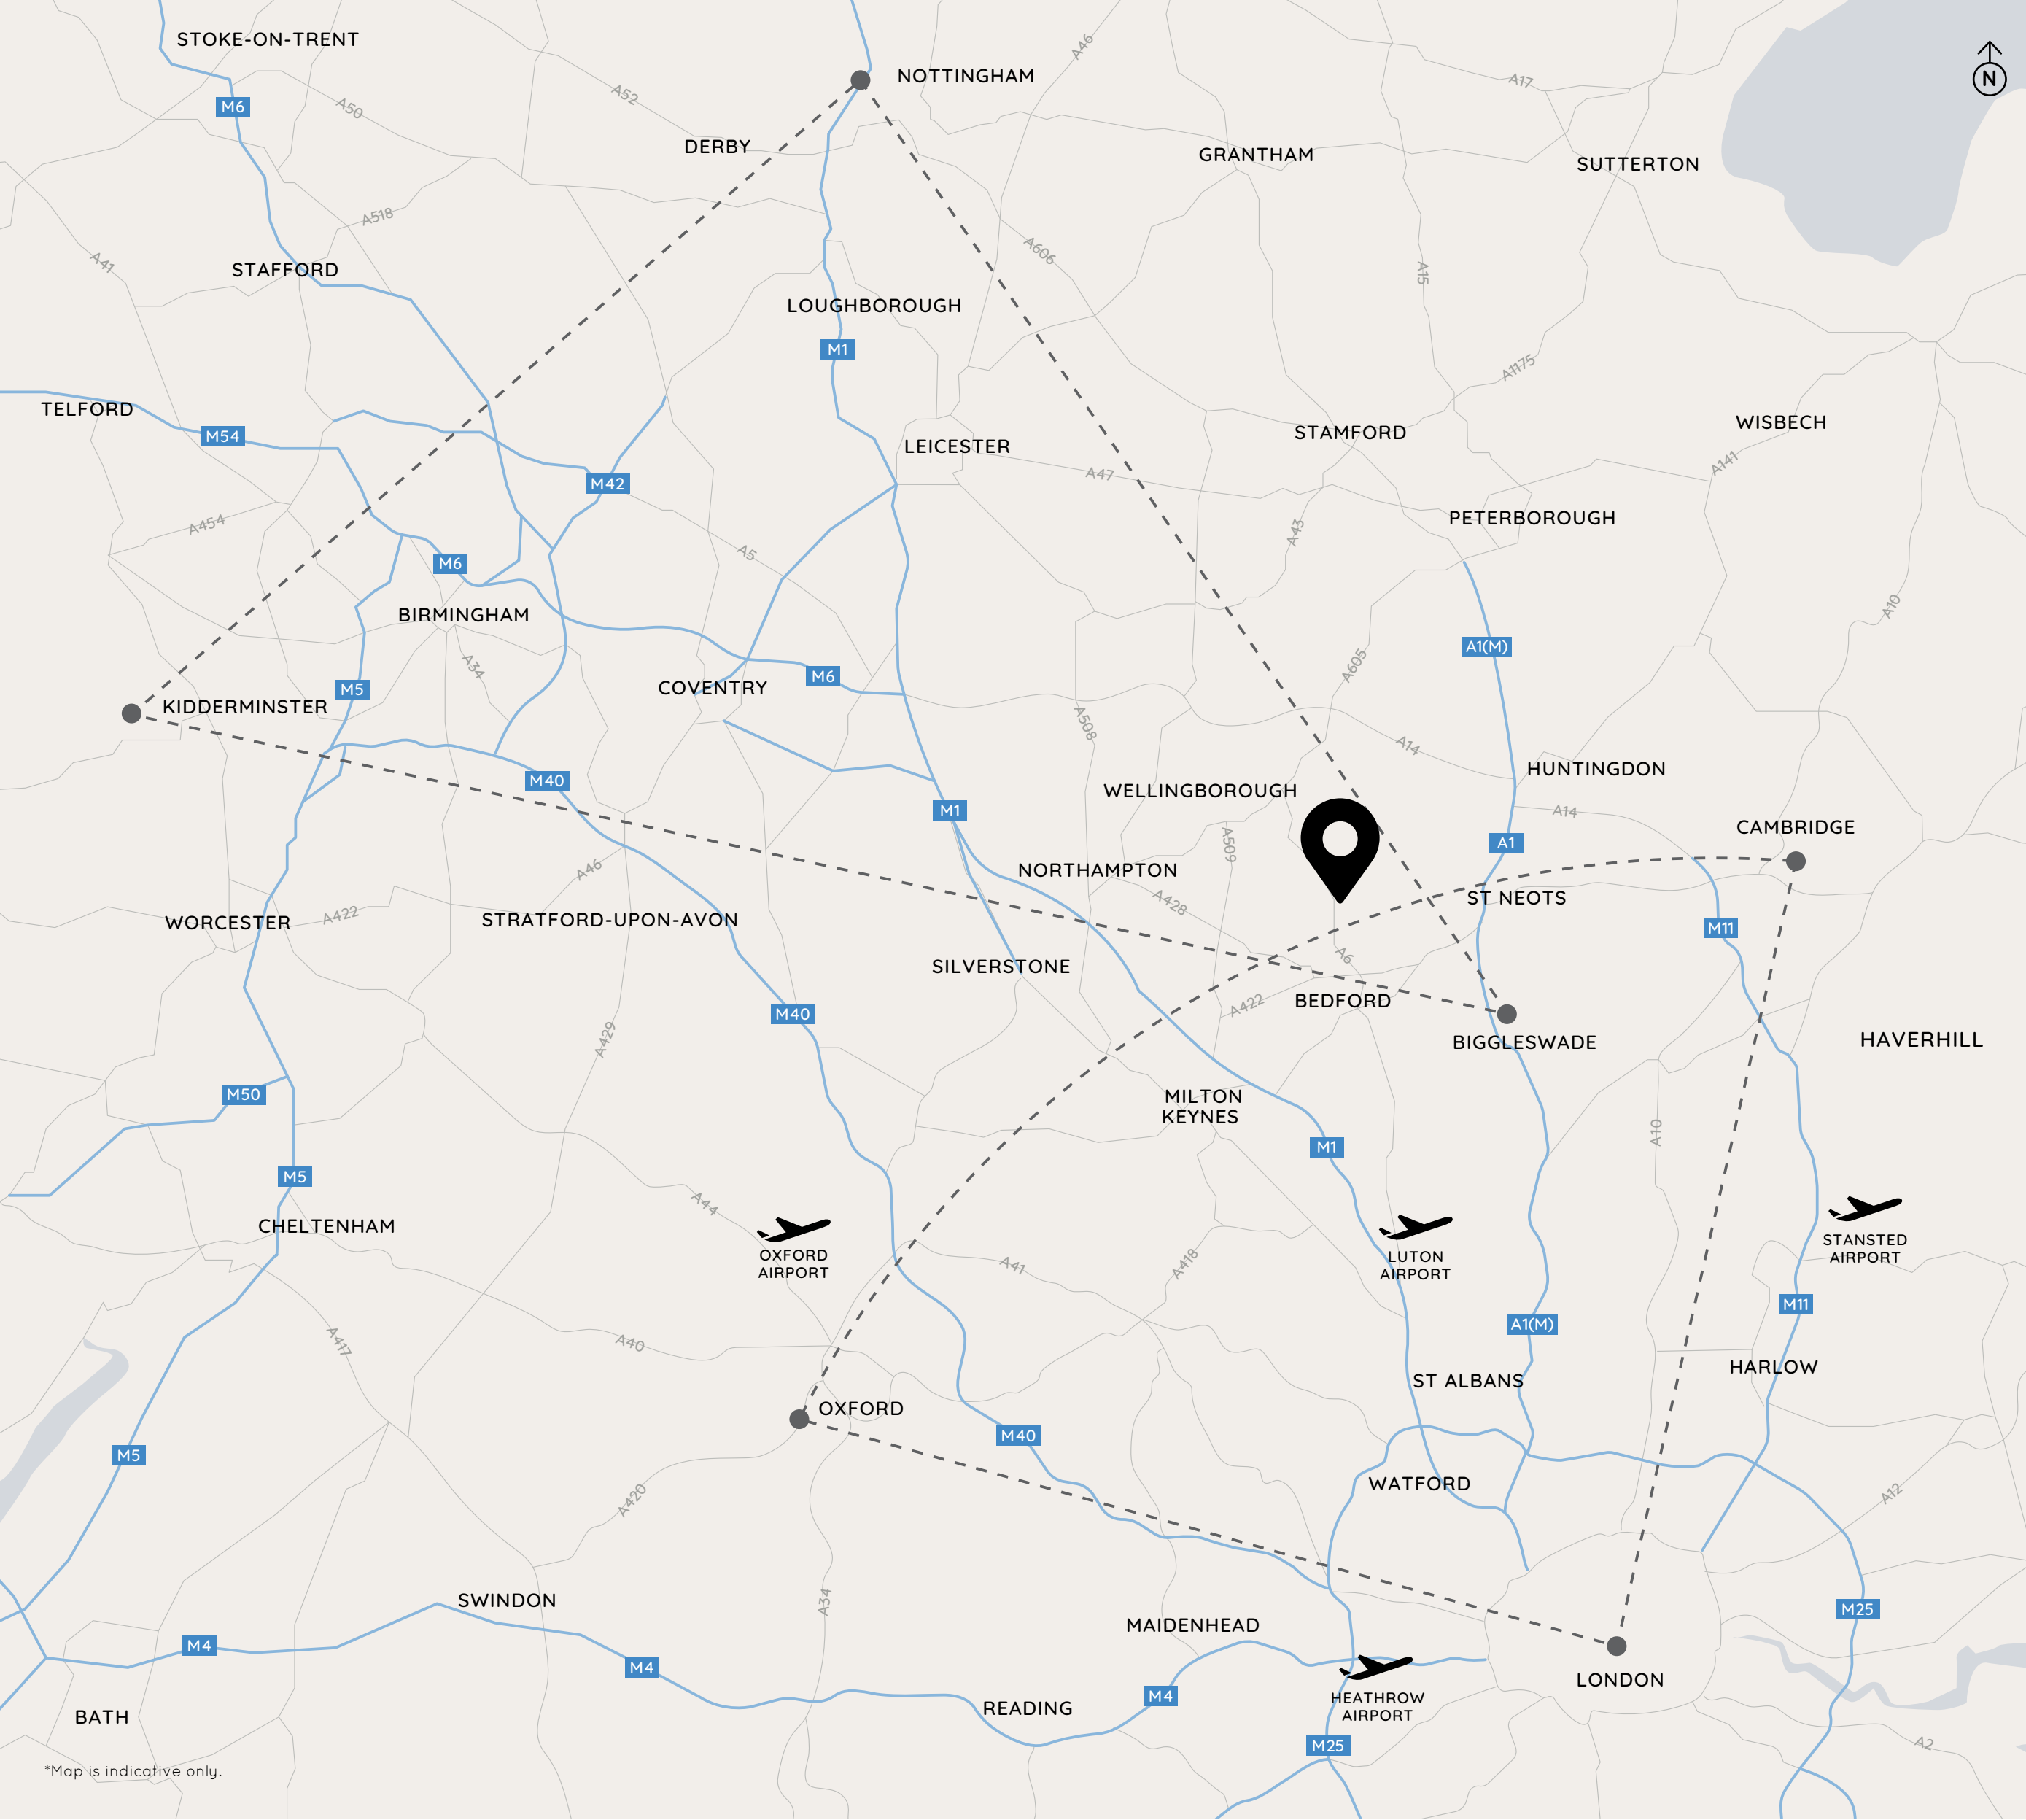 STOKE-ON-TRENT
A46
NOTTINGHAM
A17
N
M6
A50
A52
DERBY
GRANTHAM
SUTTERTON
A518
A41
STAFFORD
A606
A15
LOUGHBOROUGH
M1
A1175
TELFORD
M54
WISBECH
STAMFORD
LEICESTER
A141
A47
M42
A454
A43
PETERBOROUGH
A5
M6
A10
BIRMINGHAM
A1(M)
A34
A605
M5
COVENTRY
M6
KIDDERMINSTER
A508
A14
HUNTINGDON
M40
WELLINGBOROUGH
M1
A14
CAMBRIDGE
A509
A1
A46
NORTHAMPTON
A428
ST NEOTS
A422
STRATFORD-UPON-AVON
WORCESTER
M11
A6
SILVERSTONE
BEDFORD
A422
M40
A429
BIGGLESWADE
HAVERHILL
M50
MILTON
KEYNES
A10
M1
M5
A44
CHELTENHAM
OXFORD
AIRPORT
A41
A418
LUTON
AIRPORT
STANSTED
AIRPORT
M11
A417
A40
A1(M)
HARLOW
ST ALBANS
OXFORD
M40
M5
WATFORD
A420
A12
SWINDON
A34
M25
MAIDENHEAD
M4
M4
LONDON
M4
HEATHROW
AIRPORT
READING
BATH
M25
A2
*Map is indicative only.